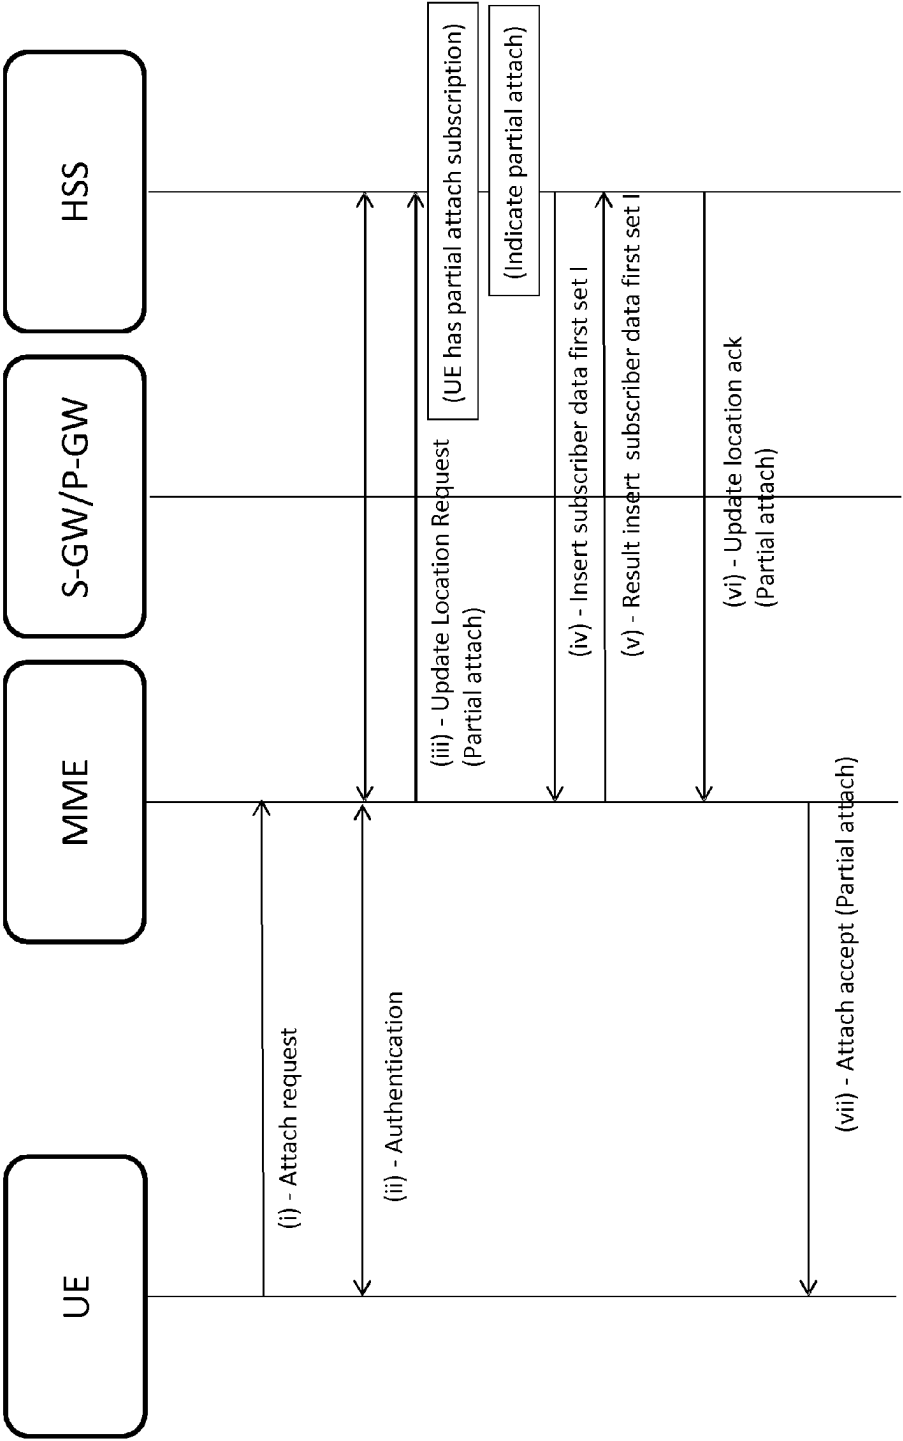 UE
MME
S-GW/P-GW
HSS
(i) - Attach request
(ii) - Authentication
(iii) - Update Location Request
(Partial attach)
(UE has partial attach subscription)
(Indicate partial attach)
(iv) - Insert subscriber data first set I
(v) - Result insert subscriber data first set I
(vi) - Update location ack
(Partial attach)
(vii) - Attach accept (Partial attach)